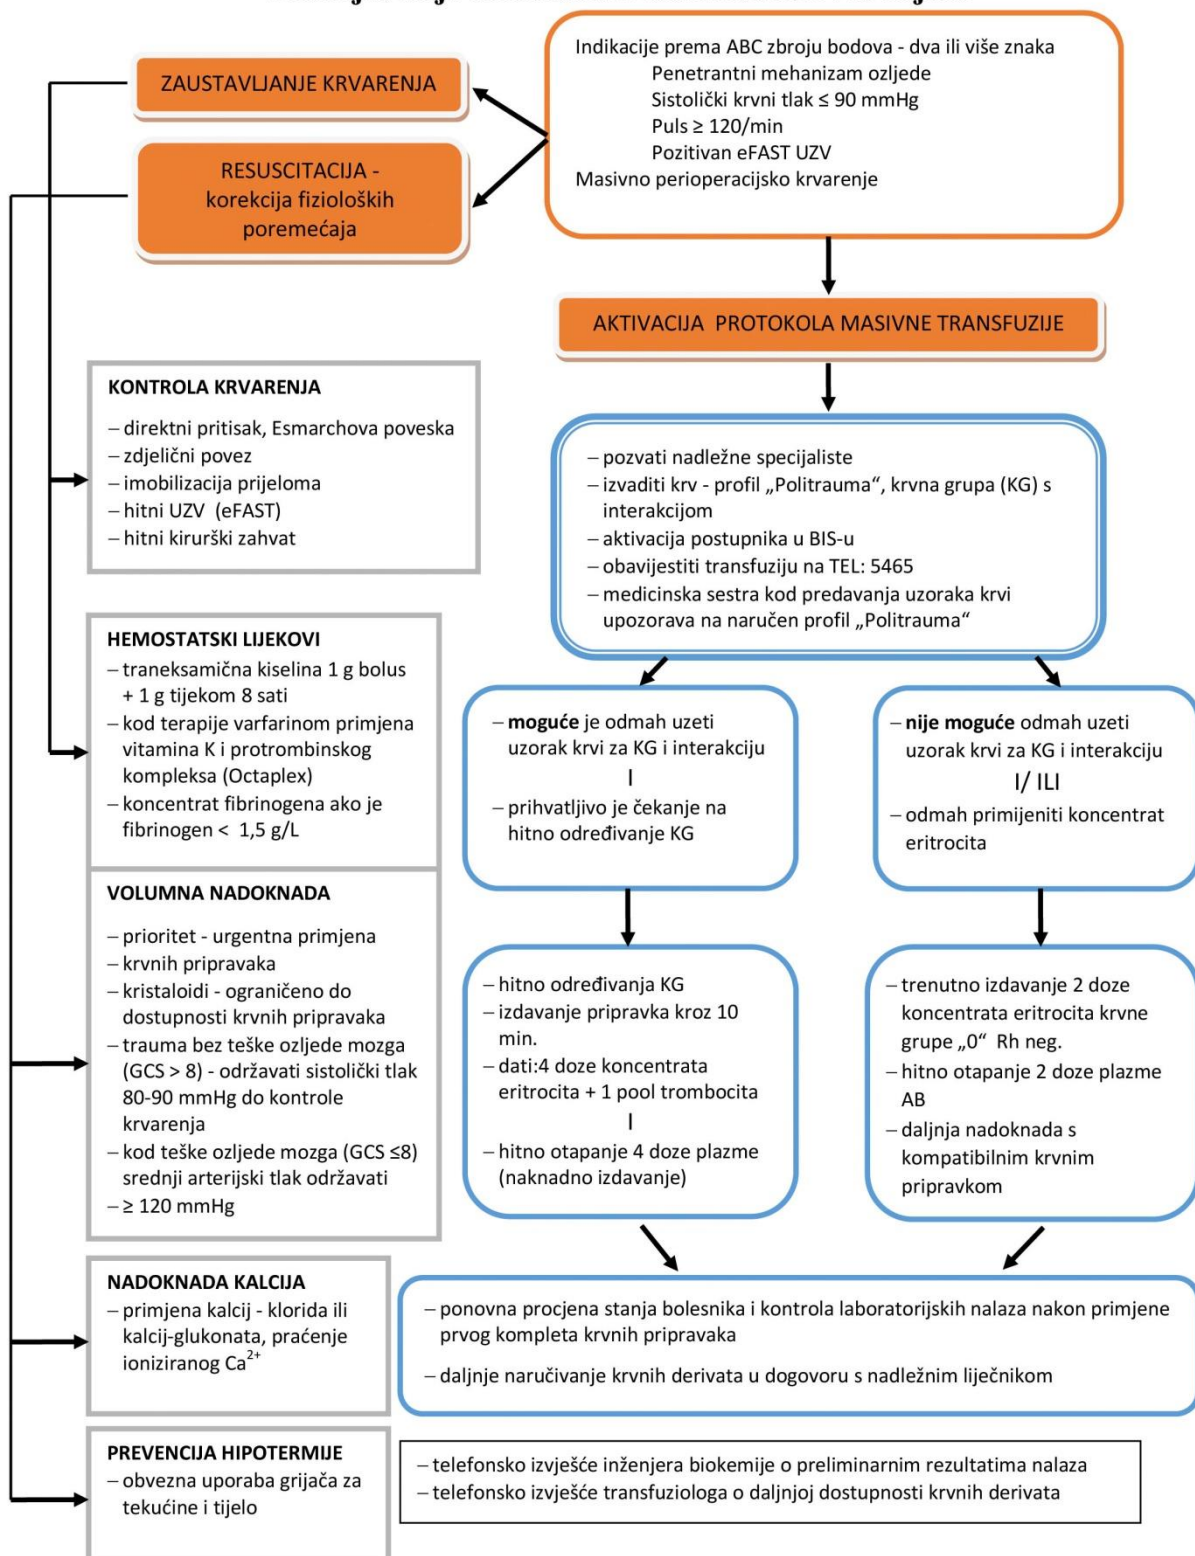 ZAUSTAVLJANJE KRVARENJA
RESUSCITACIJA -
korekcija fizioloških
poremećaja
Indikacije prema ABC zbroju bodova - dva ili više znaka
Penetrantni mehanizam ozljede
Sistolički krvni tlak ≤ 90 mmHg
Puls ≥ 120/min
Pozitivan eFAST UZV
Masivno perioperacijsko krvarenje
AKTIVACIJA PROTOKOLA MASIVNE TRANSFUZIJE
KONTROLA KRVARENJA
– direktni pritisak, Esmarchova poveska
– zdjelični povez
– imobilizacija prijeloma
– hitni UZV (eFAST)
– hitni kirurški zahvat
– pozvati nadležne specijaliste
– izvaditi krv - profil „Politrauma“, krvna grupa (KG) s
interakcijom
– aktivacija postupnika u BIS-u
– obavijestiti transfuziju na TEL: 5465
– medicinska sestra kod predavanja uzoraka krvi
upozorava na naručen profil „Politrauma“
HEMOSTATSKI LIJEKOVI
– traneksamična kiselina 1 g bolus
+ 1 g tijekom 8 sati
– kod terapije varfarinom primjena
vitamina K i protrombinskog
kompleksa (Octaplex)
– koncentrat fibrinogena ako je
fibrinogen < 1,5 g/L
– moguće je odmah uzeti
uzorak krvi za KG i interakciju
I
– prihvatljivo je čekanje na
hitno određivanje KG
– nije moguće odmah uzeti
uzorak krvi za KG i interakciju
I/ ILI
– odmah primijeniti koncentrat
eritrocita
VOLUMNA NADOKNADA
– prioritet - urgentna primjena
– krvnih pripravaka
– kristaloidi - ograničeno do
dostupnosti krvnih pripravaka
– trauma bez teške ozljede mozga
(GCS > 8) - održavati sistolički tlak
80-90 mmHg do kontrole
krvarenja
– kod teške ozljede mozga (GCS ≤8)
srednji arterijski tlak održavati
– ≥ 120 mmHg
– hitno određivanja KG
– izdavanje pripravka kroz 10
min.
– dati:4 doze koncentrata
eritrocita + 1 pool trombocita
I
– hitno otapanje 4 doze plazme
(naknadno izdavanje)
– trenutno izdavanje 2 doze
koncentrata eritrocita krvne
grupe „0“ Rh neg.
– hitno otapanje 2 doze plazme
AB
– daljnja nadoknada s
kompatibilnim krvnim
pripravkom
NADOKNADA KALCIJA
– primjena kalcij - klorida ili
kalcij-glukonata, praćenje
ioniziranog Ca²⁺
– ponovna procjena stanja bolesnika i kontrola laboratorijskih nalaza nakon primjene
prvog kompleta krvnih pripravaka
– daljnje naručivanje krvnih derivata u dogovoru s nadležnim liječnikom
PREVENCIJA HIPOTERMIJE
– obvezna uporaba grijača za
tekućine i tijelo
– telefonsko izvješće inženjera biokemije o preliminarnim rezultatima nalaza
– telefonsko izvješće transfuziologa o daljnjoj dostupnosti krvnih derivata